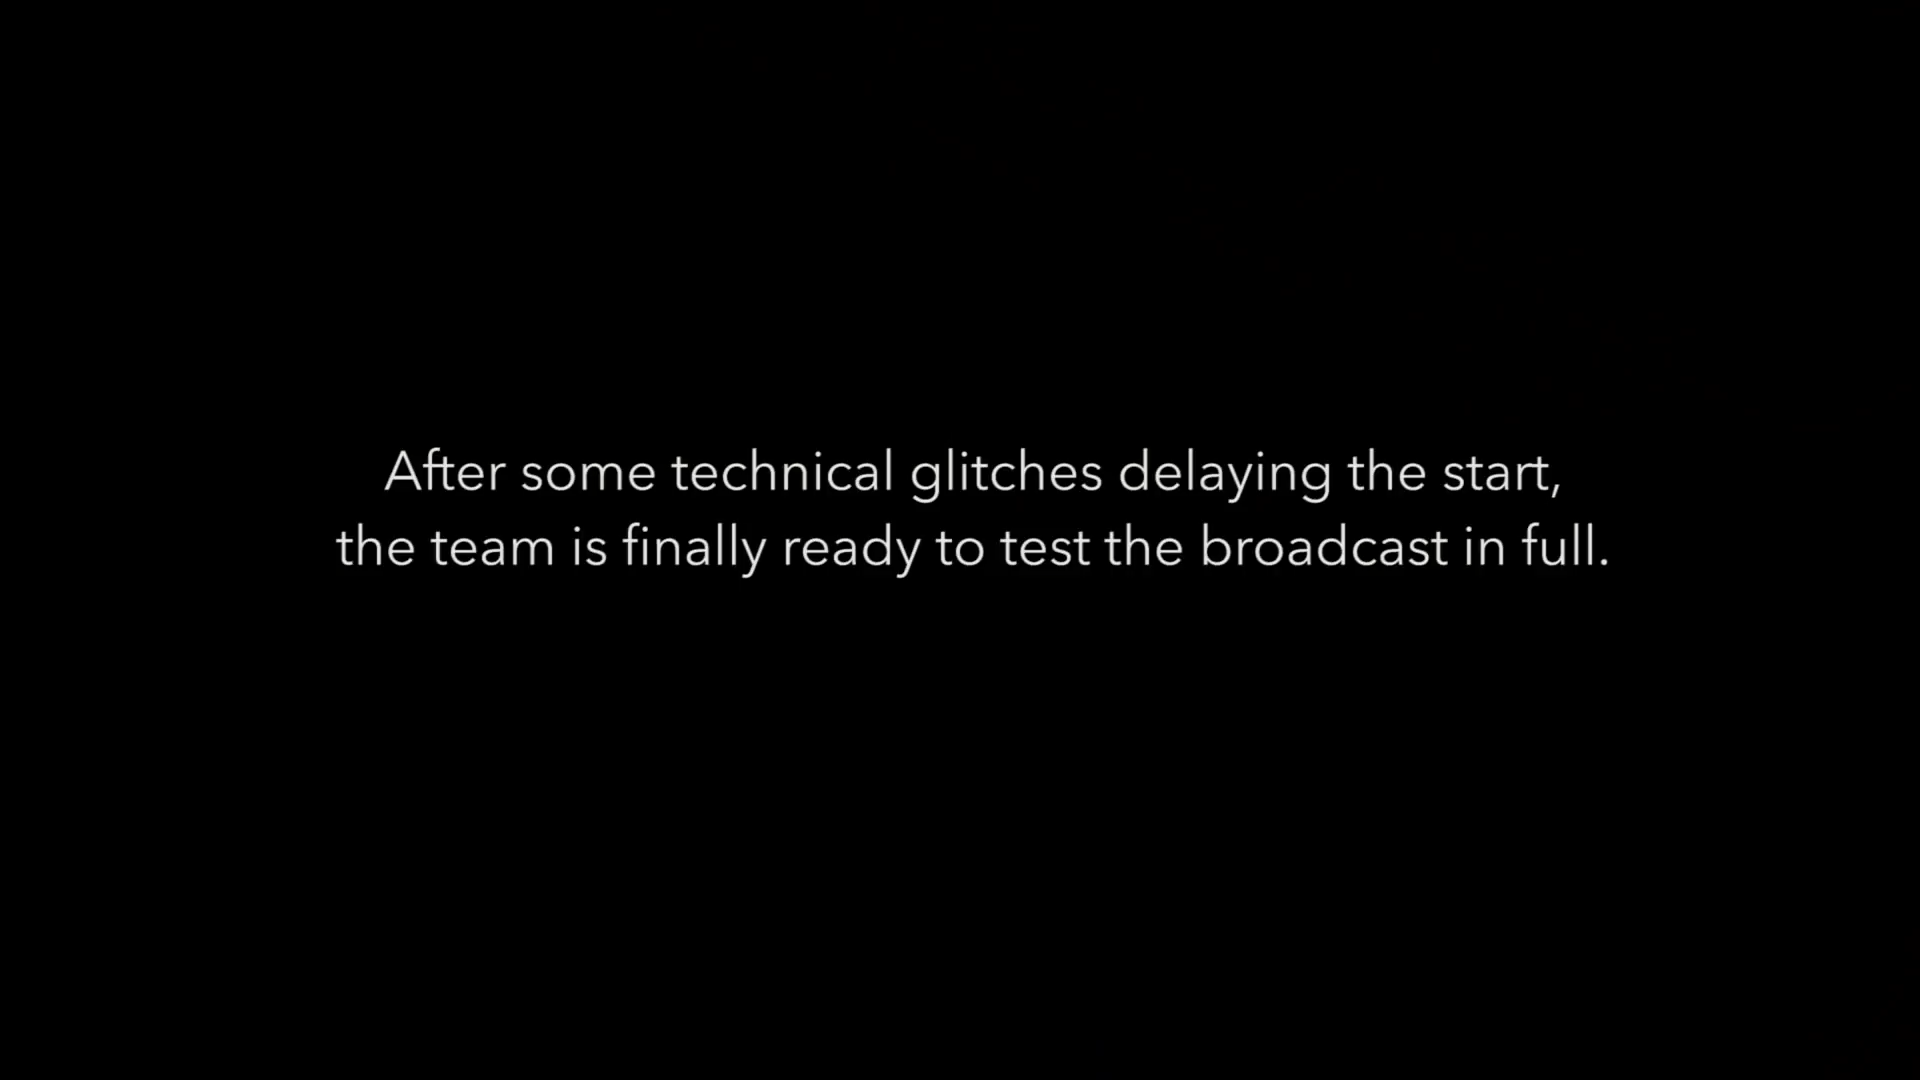 After some technical glitches delaying the start,
the team is finally ready to test the broadcast in full.